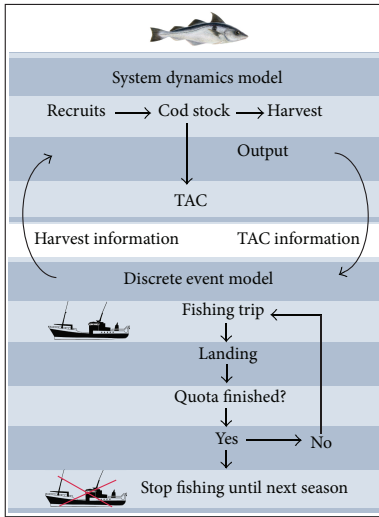 System dynamics model
Recruits Cod stock Harvest
Output
TAC
Harvest information TAC information
Discrete event model
Fishing trip
Landing
Quota finished?
Yes No
Stop fishing until next season